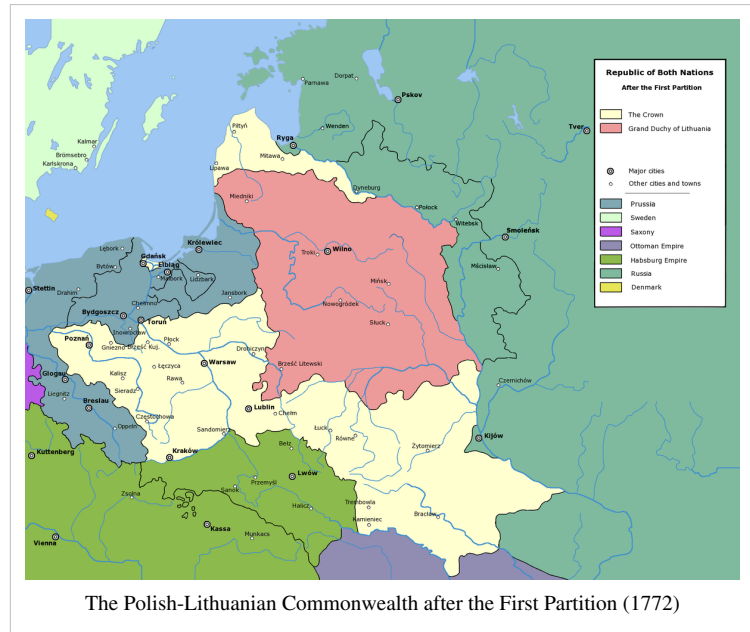 Republic of Both Nations
After the First Partition
The Crown
Grand Duchy of Lithuania
Major cities
Other cities and towns
Prussia
Sweden
Saxony
Ottoman Empire
Habsburg Empire
Russia
Denmark
Parnawa
Dorpat
Pskov
Tver
Piltyń
Wenden
Ryga
Kalmar
Brömsebro
Karlskrona
Lipawa
Mitawa
Dyneburg
Miedniki
Połock
Witebsk
Smoleńsk
Lębork
Królewiec
Wilno
Troki
Gdańsk
Elbląg
Bytów
Malbork
Lidzbark
Mścisław
Mińsk
Stettin
Drahim
Jansbork
Chełmno
Nowogródek
Bydgoszcz
Toruń
Słuck
Inowrocław
Poznań
Gniezno
Brześć Kuj.
Płock
Drohiczyn
Warsaw
Brześć Litewski
Łęczyca
Glogau
Kalisz
Rawa
Czernichów
Liegnitz
Sieradz
Breslau
Lublin
Chełm
Częstochowa
Oppeln
Sandomierz
Łuck
Równe
Kijów
Żytomierz
Bełz
Kuttenberg
Kraków
Lwów
Przemyśl
Sanok
Zsolna
Halicz
Trembowla
Kamieniec
Bracław
Kassa
Vienna
Munkacs
The Polish-Lithuanian Commonwealth after the First Partition (1772)